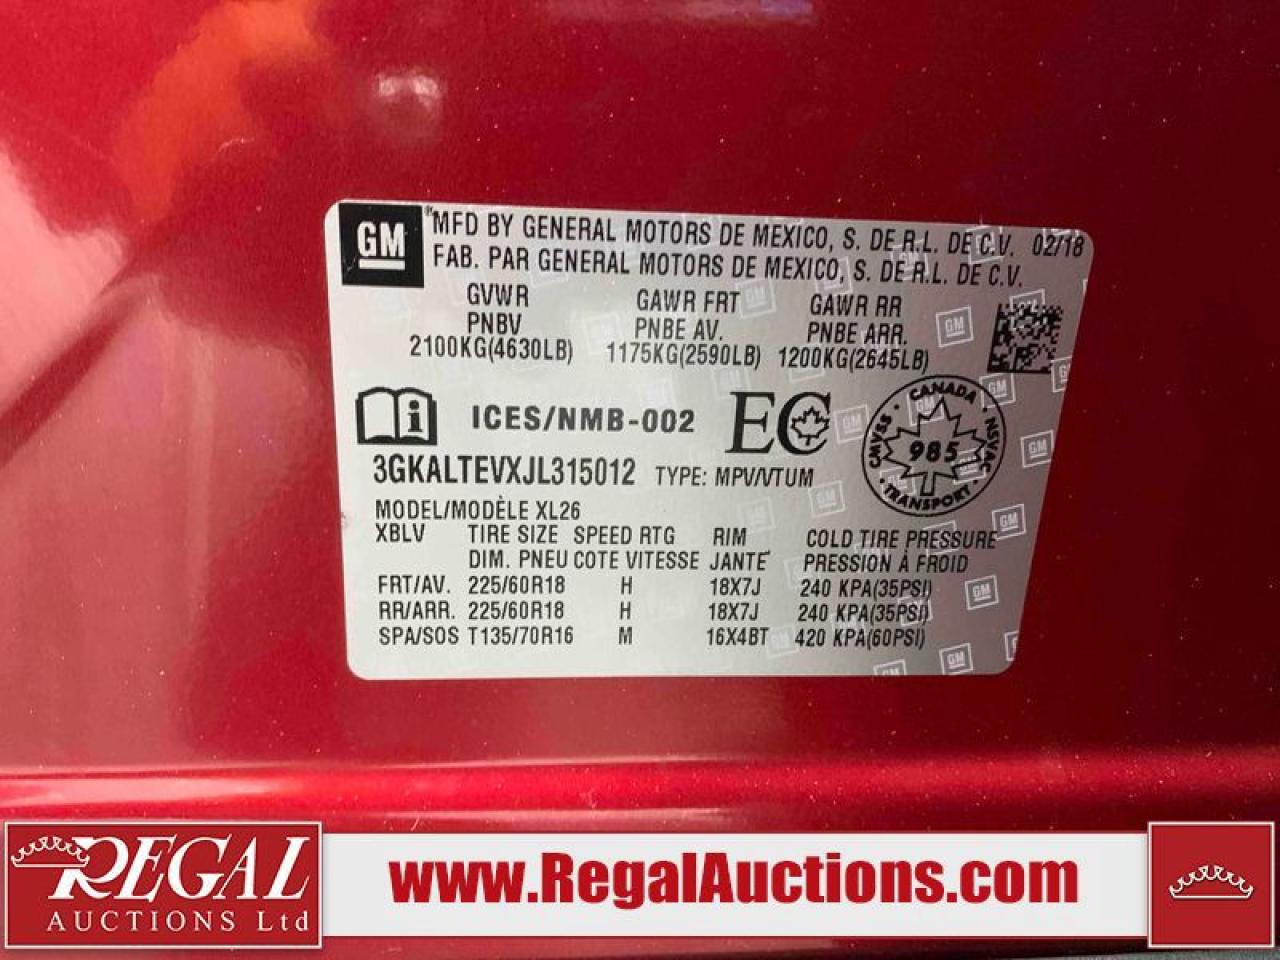 GM ® MFD BY GENERAL MOTORS DE MEXICO, S. DE R.L. DE C.V. 02/18
FAB. PAR GENERAL MOTORS DE MEXICO, S. DE R.L. DE C.V.
GVWR GAWR FRT GAWR RR
PNBV PNBE AV. PNBE ARR.
2100KG(4630LB) 1175KG(2590LB) 1200KG(2645LB)
ICES/NMB-002 EC
CANADA
CMVSS 985 NSVAC
TRANSPORT
3GKALTEVXJL315012 TYPE: MPV/VTUM
MODEL/MODÈLE XL26
XBLV TIRE SIZE SPEED RTG RIM COLD TIRE PRESSURE
DIM. PNEU COTE VITESSE JANTE PRESSION À FROID
FRT/AV. 225/60R18 H 18X7J 240 KPA(35PSI)
RR/ARR. 225/60R18 H 18X7J 240 KPA(35PSI)
SPA/SOS T135/70R16 M 16X4BT 420 KPA(60PSI)
REGAL
AUCTIONS Ltd
www.RegalAuctions.com